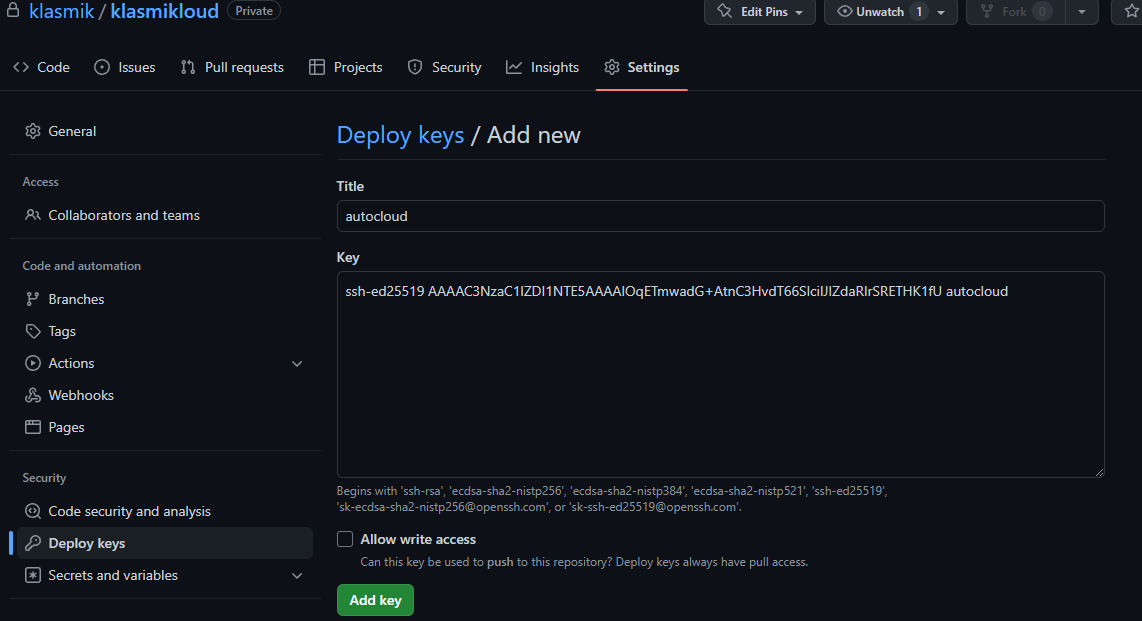 klasmik / klasmikloud Private
Edit Pins
Unwatch 1
Fork 0
Code
Issues
Pull requests
Projects
Security
Insights
Settings
General
Access
Collaborators and teams
Code and automation
Branches
Tags
Actions
Webhooks
Pages
Security
Code security and analysis
Deploy keys
Secrets and variables
Deploy keys / Add new
Title
autocloud
Key
ssh-ed25519 AAAAC3NzaC1lZDI1NTE5AAAAIOqETmwadG+AtnC3HvdT66SIciIJIZdaRIrSRETHK1fU autocloud
Begins with 'ssh-rsa', 'ecdsa-sha2-nistp256', 'ecdsa-sha2-nistp384', 'ecdsa-sha2-nistp521', 'ssh-ed25519',
'sk-ecdsa-sha2-nistp256@openssh.com', or 'sk-ssh-ed25519@openssh.com'.
Allow write access
Can this key be used to push to this repository? Deploy keys always have pull access.
Add key